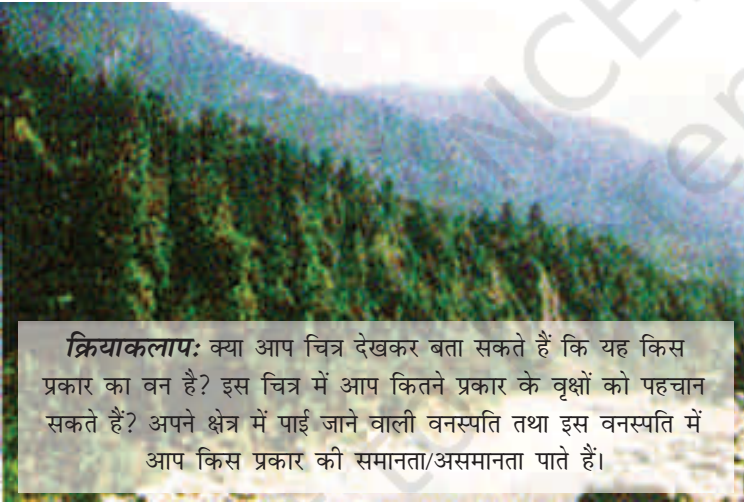 क्रियाकलाप: क्या आप चित्र देखकर बता सकते हैं कि यह किस
प्रकार का वन है? इस चित्र में आप कितने प्रकार के वृक्षों को पहचान
सकते हैं? अपने क्षेत्र में पाई जाने वाली वनस्पति तथा इस वनस्पति में
आप किस प्रकार की समानता/असमानता पाते हैं।